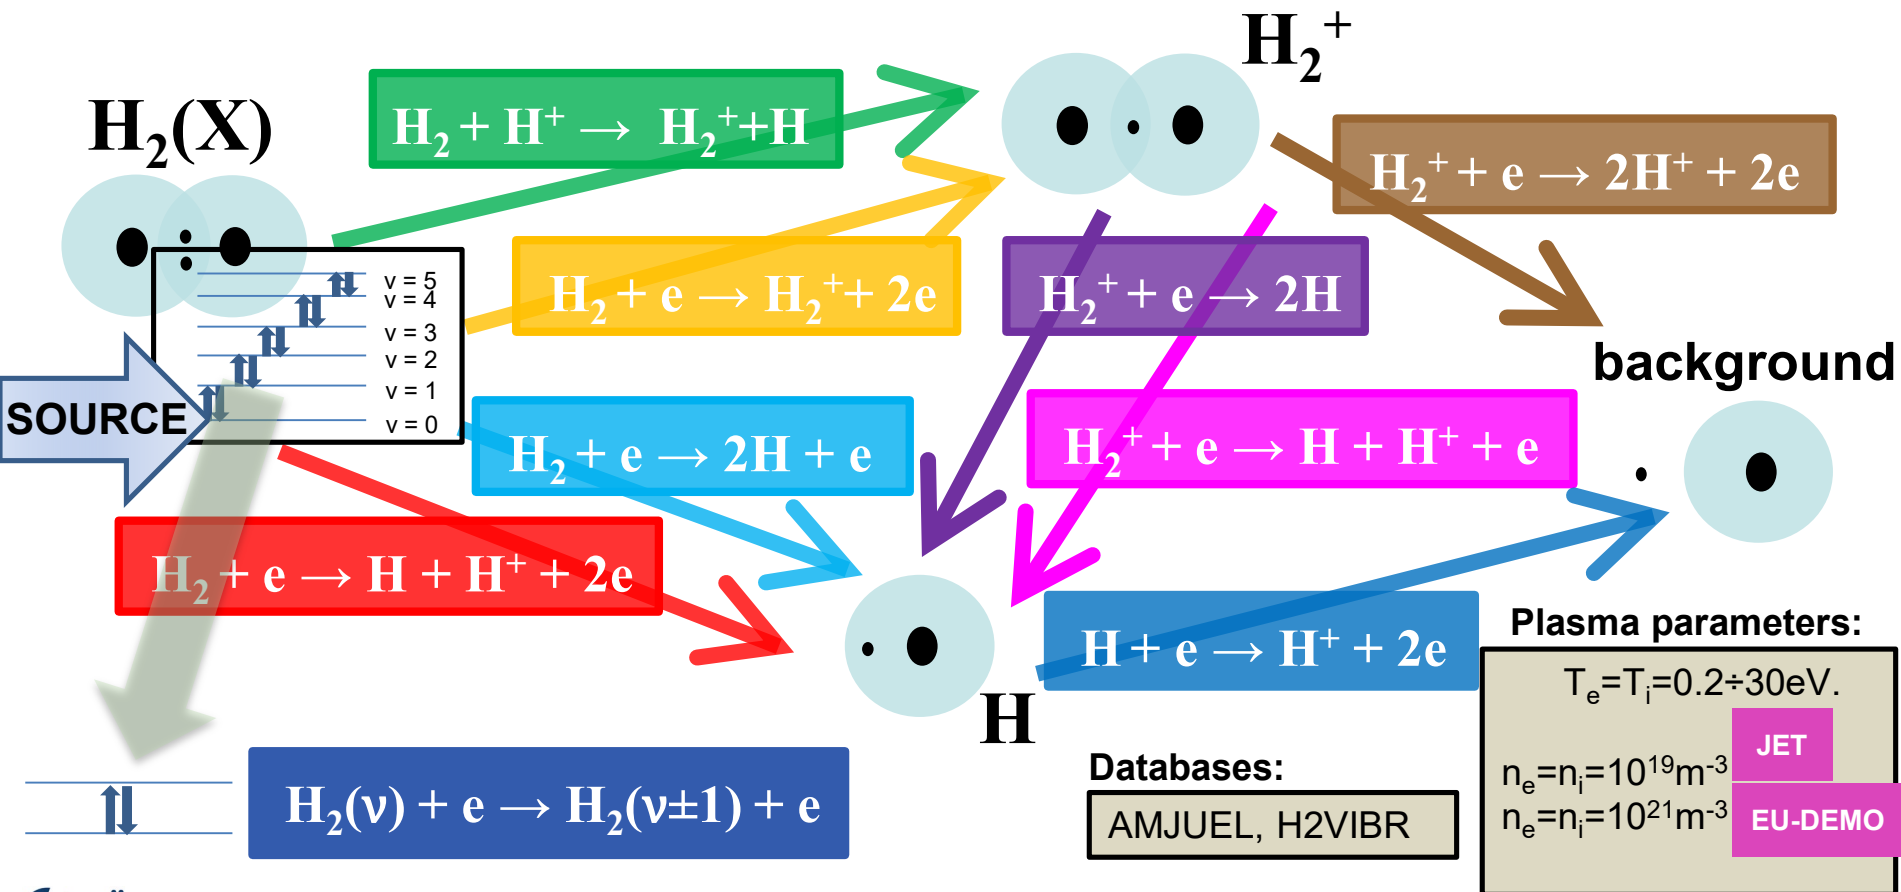 H₂⁺
H₂(X)
H₂ + H⁺ → H₂⁺+H
H₂⁺ + e → 2H⁺ + 2e
H₂ + e → H₂⁺+ 2e
H₂⁺ + e → 2H
v = 5
v = 4
v = 3
v = 2
v = 1
v = 0
SOURCE
background
H₂ + e → 2H + e
H₂⁺ + e → H + H⁺ + e
H₂ + e → H + H⁺ + 2e
H + e → H⁺ + 2e
H
Plasma parameters:
Tₑ=Tᵢ=0.2÷30eV.
JET
nₑ=nᵢ=10¹⁹m⁻³
nₑ=nᵢ=10²¹m⁻³
EU-DEMO
Databases:
AMJUEL, H2VIBR
H₂(ν) + e → H₂(ν±1) + e